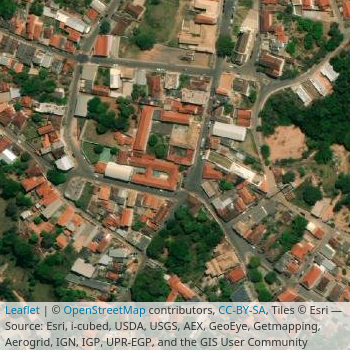 Leaflet | © OpenStreetMap contributors, CC-BY-SA, Tiles © Esri —
Source: Esri, i-cubed, USDA, USGS, AEX, GeoEye, Getmapping,
Aerogrid, IGN, IGP, UPR-EGP, and the GIS User Community